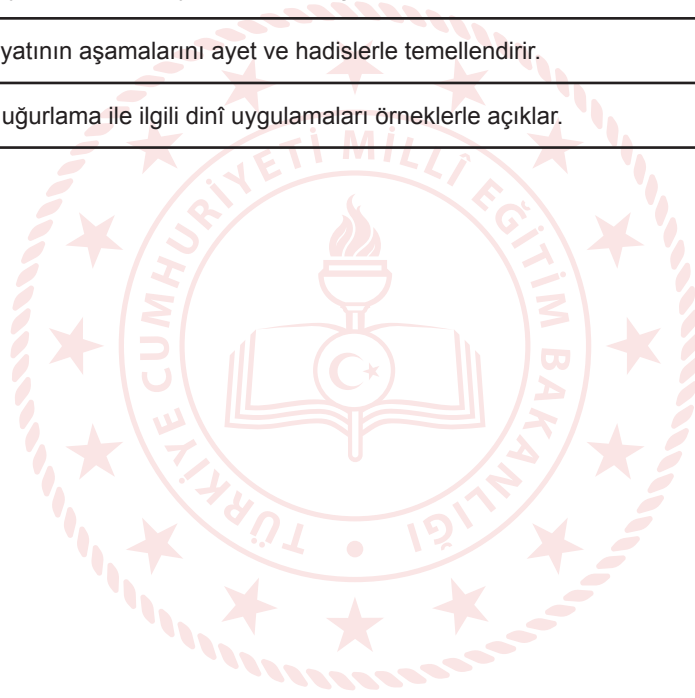 yatının aşamalarını ayet ve hadislerle temellendirir.
uğurlama ile ilgili dinî uygulamaları örneklerle açıklar.
TÜRKİYE CUMHURİYETİ MİLLÎ EĞİTİM BAKANLIĞI